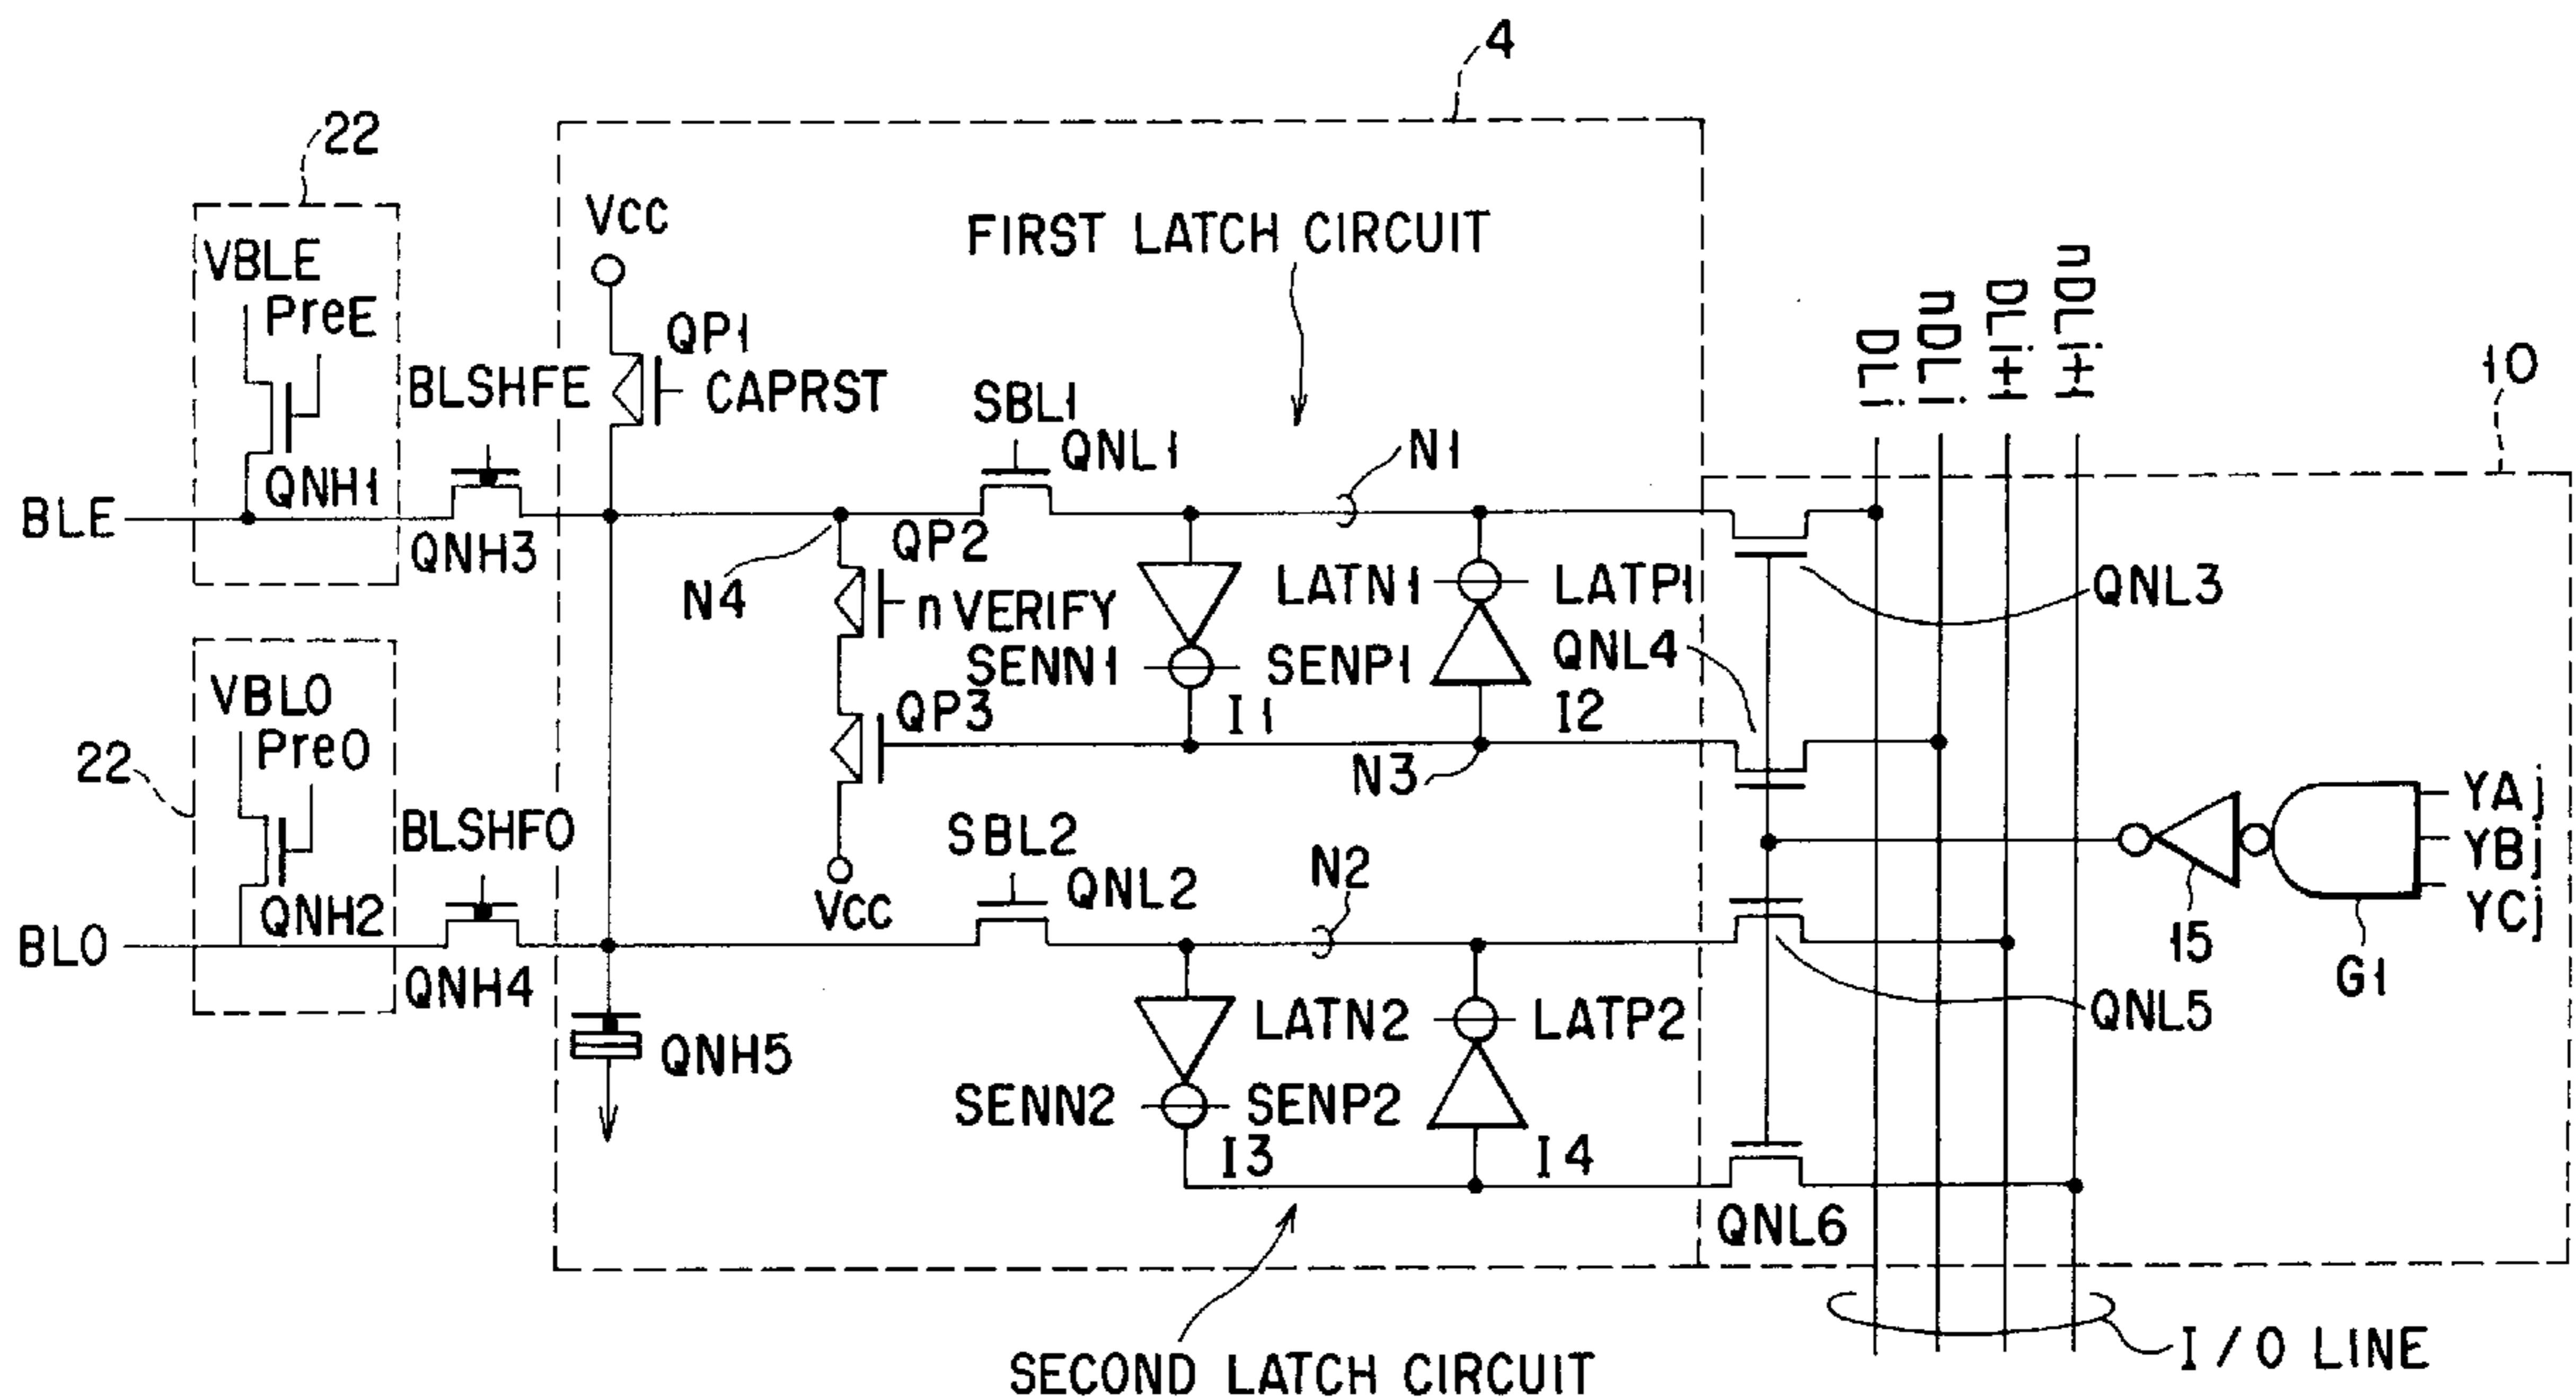 4
22
VCC
FIRST LATCH CIRCUIT
VBLE
PreE
QP1
CAPRST
BLSHFE
SBL1
QNL1
N1
DLi
nDLi
DLi+1
nDLi+1
10
QNH1
BLE
QNH3
N4
QP2
nVERIFY
LATN1
LATP1
QNL3
SENN1
SENP1
QNL4
I1
I2
QP3
N3
VBLO
PreO
22
BLSHFO
VCC
SBL2
QNL2
N2
YAj
YBj
YCj
15
G1
QNH2
BLO
QNH4
QNH5
LATN2
LATP2
QNL5
SENN2
SENP2
I3
I4
QNL6
SECOND LATCH CIRCUIT
I/O LINE